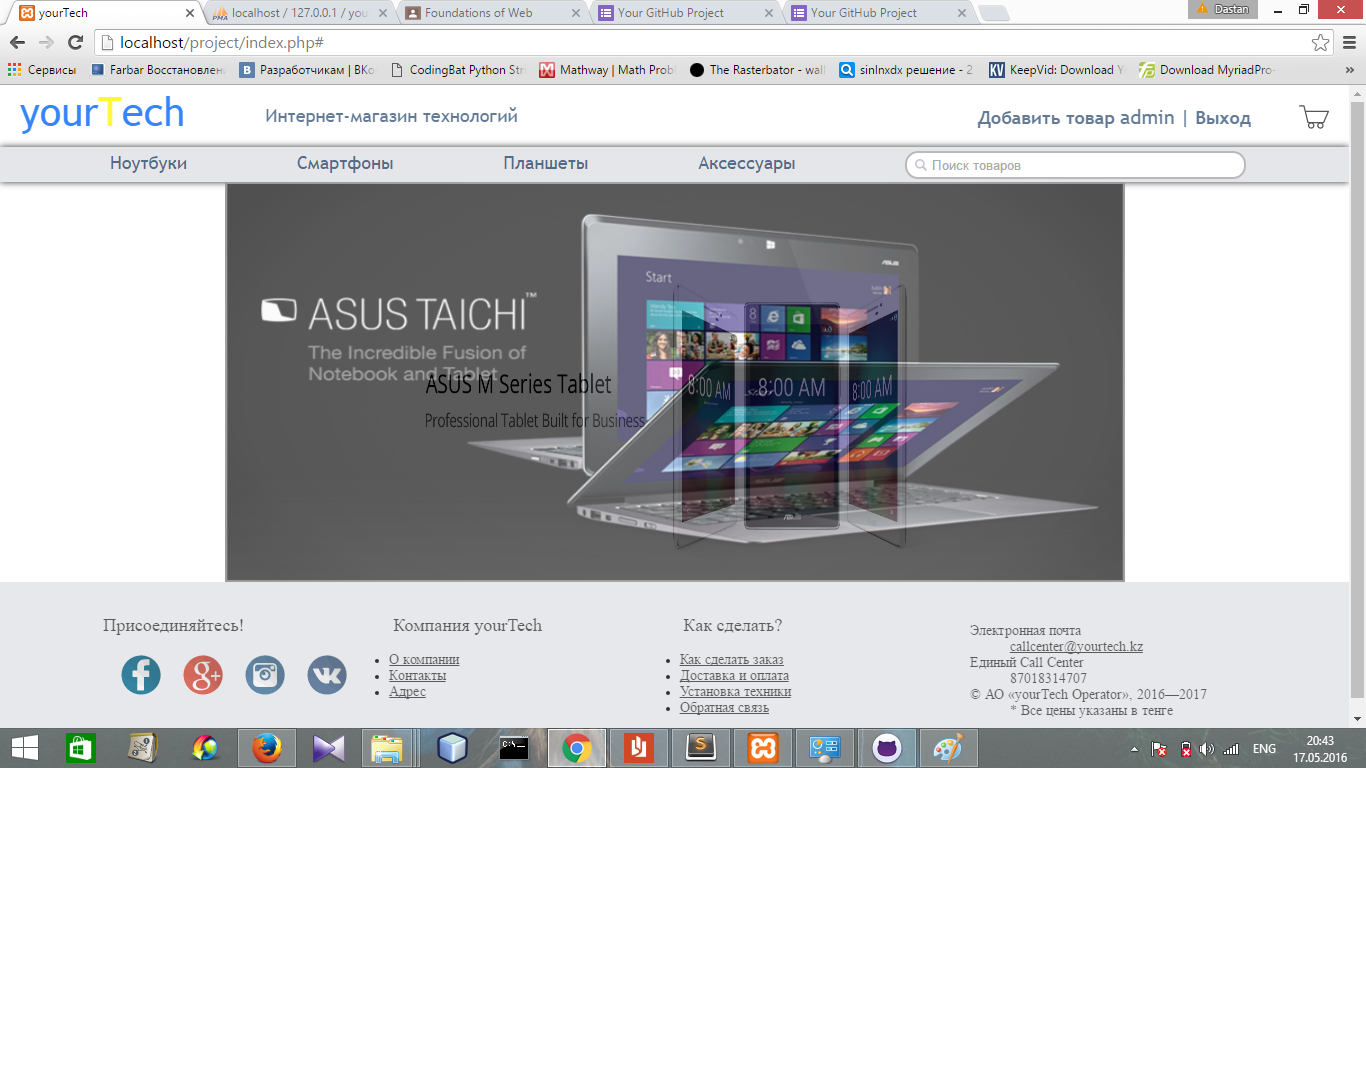 yourTech
localhost / 127.0.0.1 / you
Foundations of Web
Your GitHub Project
Your GitHub Project
Dastan
localhost/project/index.php#
Сервисы
Farbar Восстановлен
Разработчикам | ВКо
CodingBat Python Str
Mathway | Math Probl
The Rasterbator - wall
sinlnxdx решение - 2
KeepVid: Download Y
Download MyriadPro-
»
yourTech
Интернет-магазин технологий
Добавить товар admin | Выход
Ноутбуки
Смартфоны
Планшеты
Аксессуары
Поиск товаров
ASUS TAICHI™
The Incredible Fusion of
Notebook and Tablet
ASUS M Series Tablet
Professional Tablet Built for Business
Start
ASUS
8:00 AM
8:00 AM
8:00 AM
Присоединяйтесь!
Компания yourTech
О компании
Контакты
Адрес
Как сделать?
Как сделать заказ
Доставка и оплата
Установка техники
Обратная связь
Электронная почта
callcenter@yourtech.kz
Единый Call Center
87018314707
© АО «yourTech Operator», 2016—2017
* Все цены указаны в тенге
ENG
20:43
17.05.2016